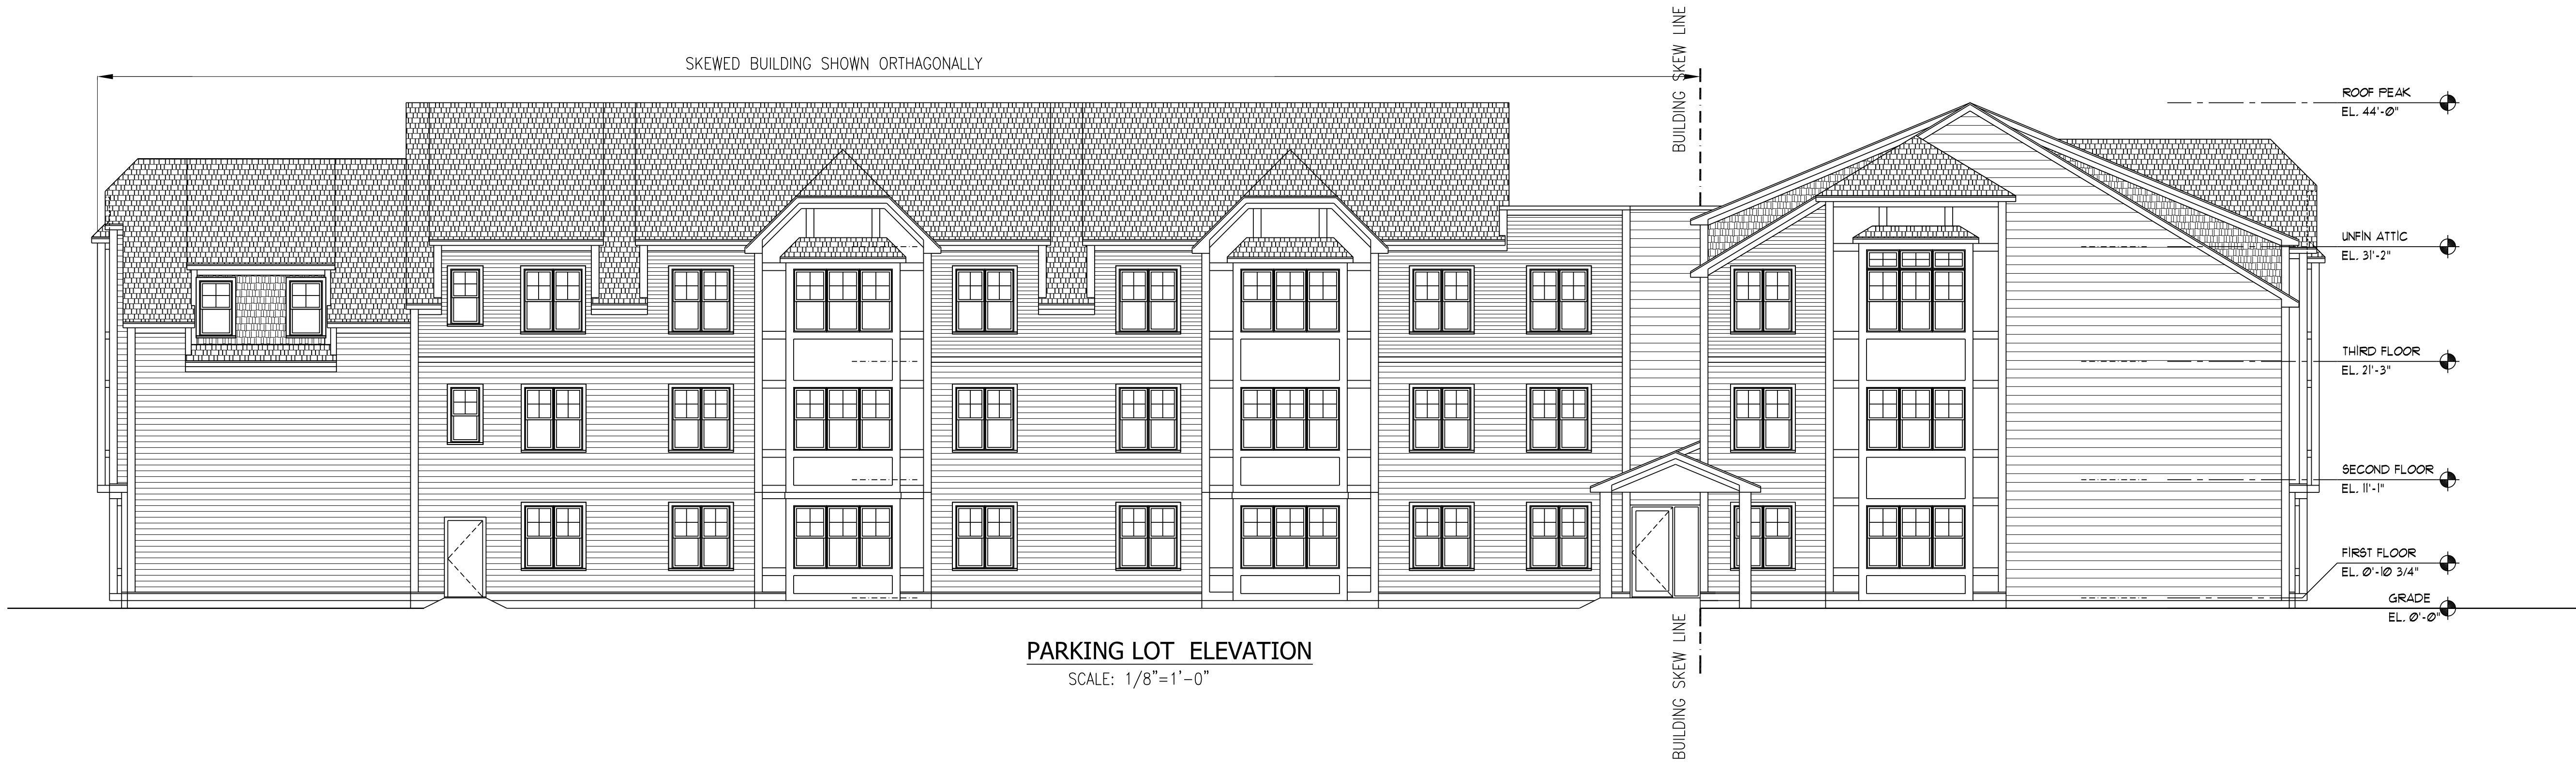 SKEWED BUILDING SHOWN ORTHAGONALLY
BUILDING SKEW LINE
ROOF PEAK
EL. 44'-0"
UNFIN ATTIC
EL. 31'-2"
THIRD FLOOR
EL. 21'-3"
SECOND FLOOR
EL. 11'-1"
FIRST FLOOR
EL. 0'-10 3/4"
GRADE
EL. 0'-0"
PARKING LOT ELEVATION
SCALE: 1/8"=1'-0"
BUILDING SKEW LINE